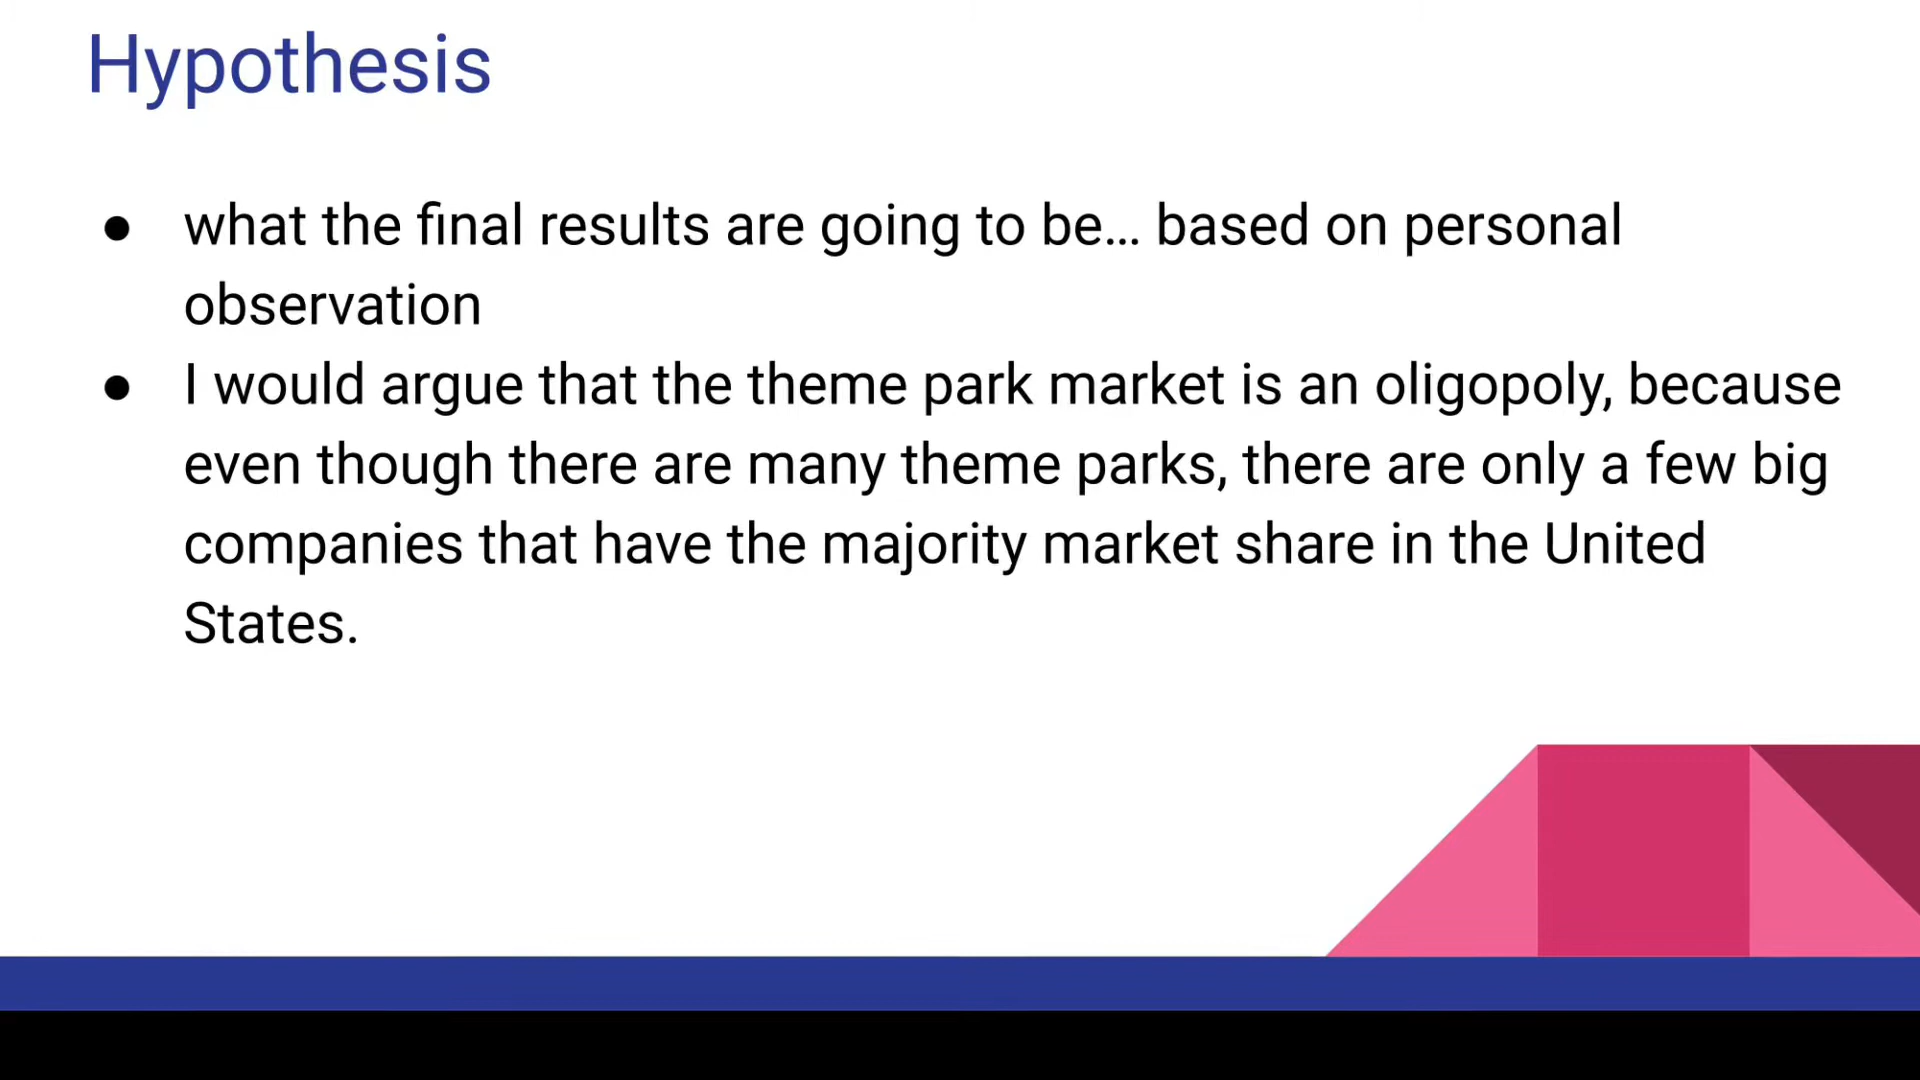 Hypothesis
● what the final results are going to be... based on personal
observation
● I would argue that the theme park market is an oligopoly, because
even though there are many theme parks, there are only a few big
companies that have the majority market share in the United
States.